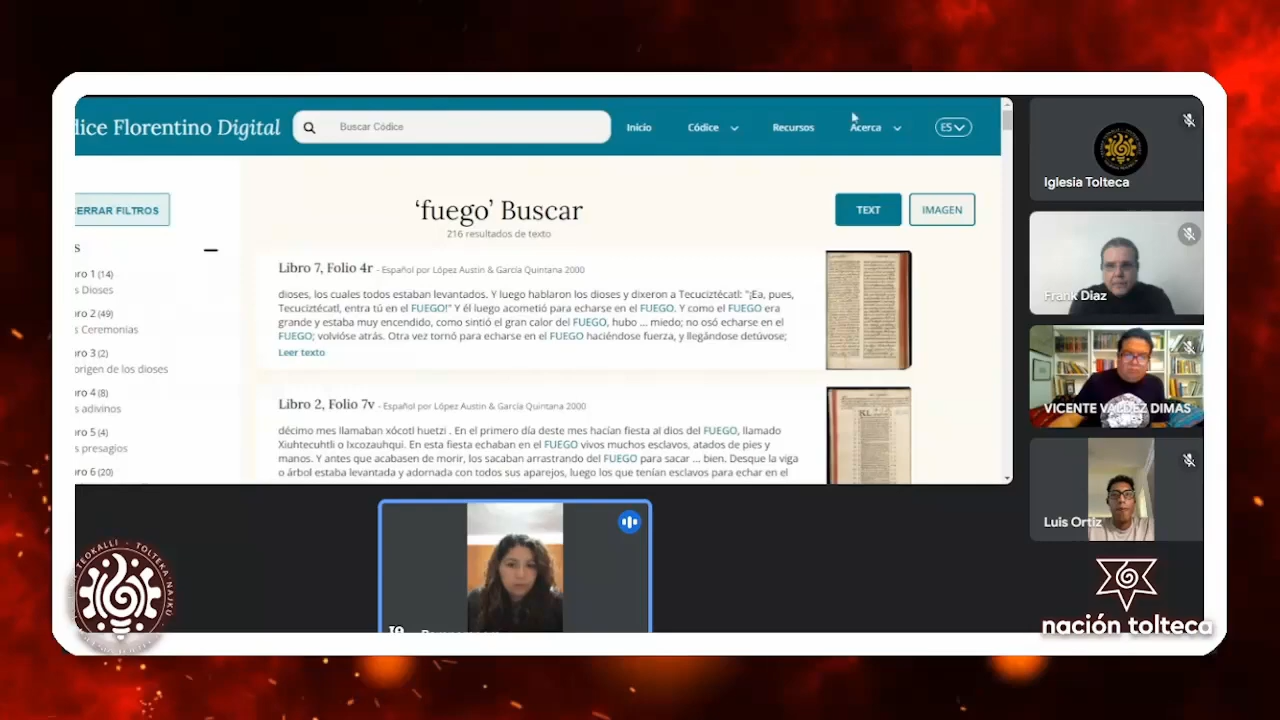 dice Florentino Digital
Buscar Códice
Inicio
Códice
Recursos
Acerca
ES
ERRAR FILTROS
'fuego' Buscar
216 resultados de texto
TEXT
IMAGEN
s
ro 1 (14)
s Dioses
ro 2 (49)
s Ceremonias
ro 3 (2)
origen de los dioses
ro 4 (8)
s adivinos
ro 5 (4)
s presagios
ro 6 (20)
Libro 7, Folio 4r - Español por López Austin & García Quintana 2000
dioses, los cuales todos estaban levantados. Y luego hablaron los dioses y dixeron a Tecuciztécatl: "¡Ea, pues,
Tecuciztécatl, entra tú en el FUEGO!" Y él luego acometió para echarse en el FUEGO. Y como el FUEGO era
grande y estaba muy encendido, como sintió el gran calor del FUEGO, hubo ... miedo; no osó echarse en el
FUEGO; volvióse atrás. Otra vez tornó para echarse en el FUEGO haciéndose fuerza, y llegándose detúvose;
Leer texto
Libro 2, Folio 7v - Español por López Austin & García Quintana 2000
décimo mes llamaban xócotl huetzi . En el primero día deste mes hacían fiesta al dios del FUEGO, llamado
Xiuhtecuhtli o Ixcozauhqui. En esta fiesta echaban en el FUEGO vivos muchos esclavos, atados de pies y
manos. Y antes que acabasen de morir, los sacaban arrastrando del FUEGO para sacar ... bien. Desque la viga
o árbol estaba levantada y adornada con todos sus aparejos, luego los que tenían esclavos para echar en el
Iglesia Tolteca
Frank Diaz
VICENTE VALDEZ DIMAS
Luis Ortiz
TEOKALLI · TOLTEKA NAJKU
nación tolteca